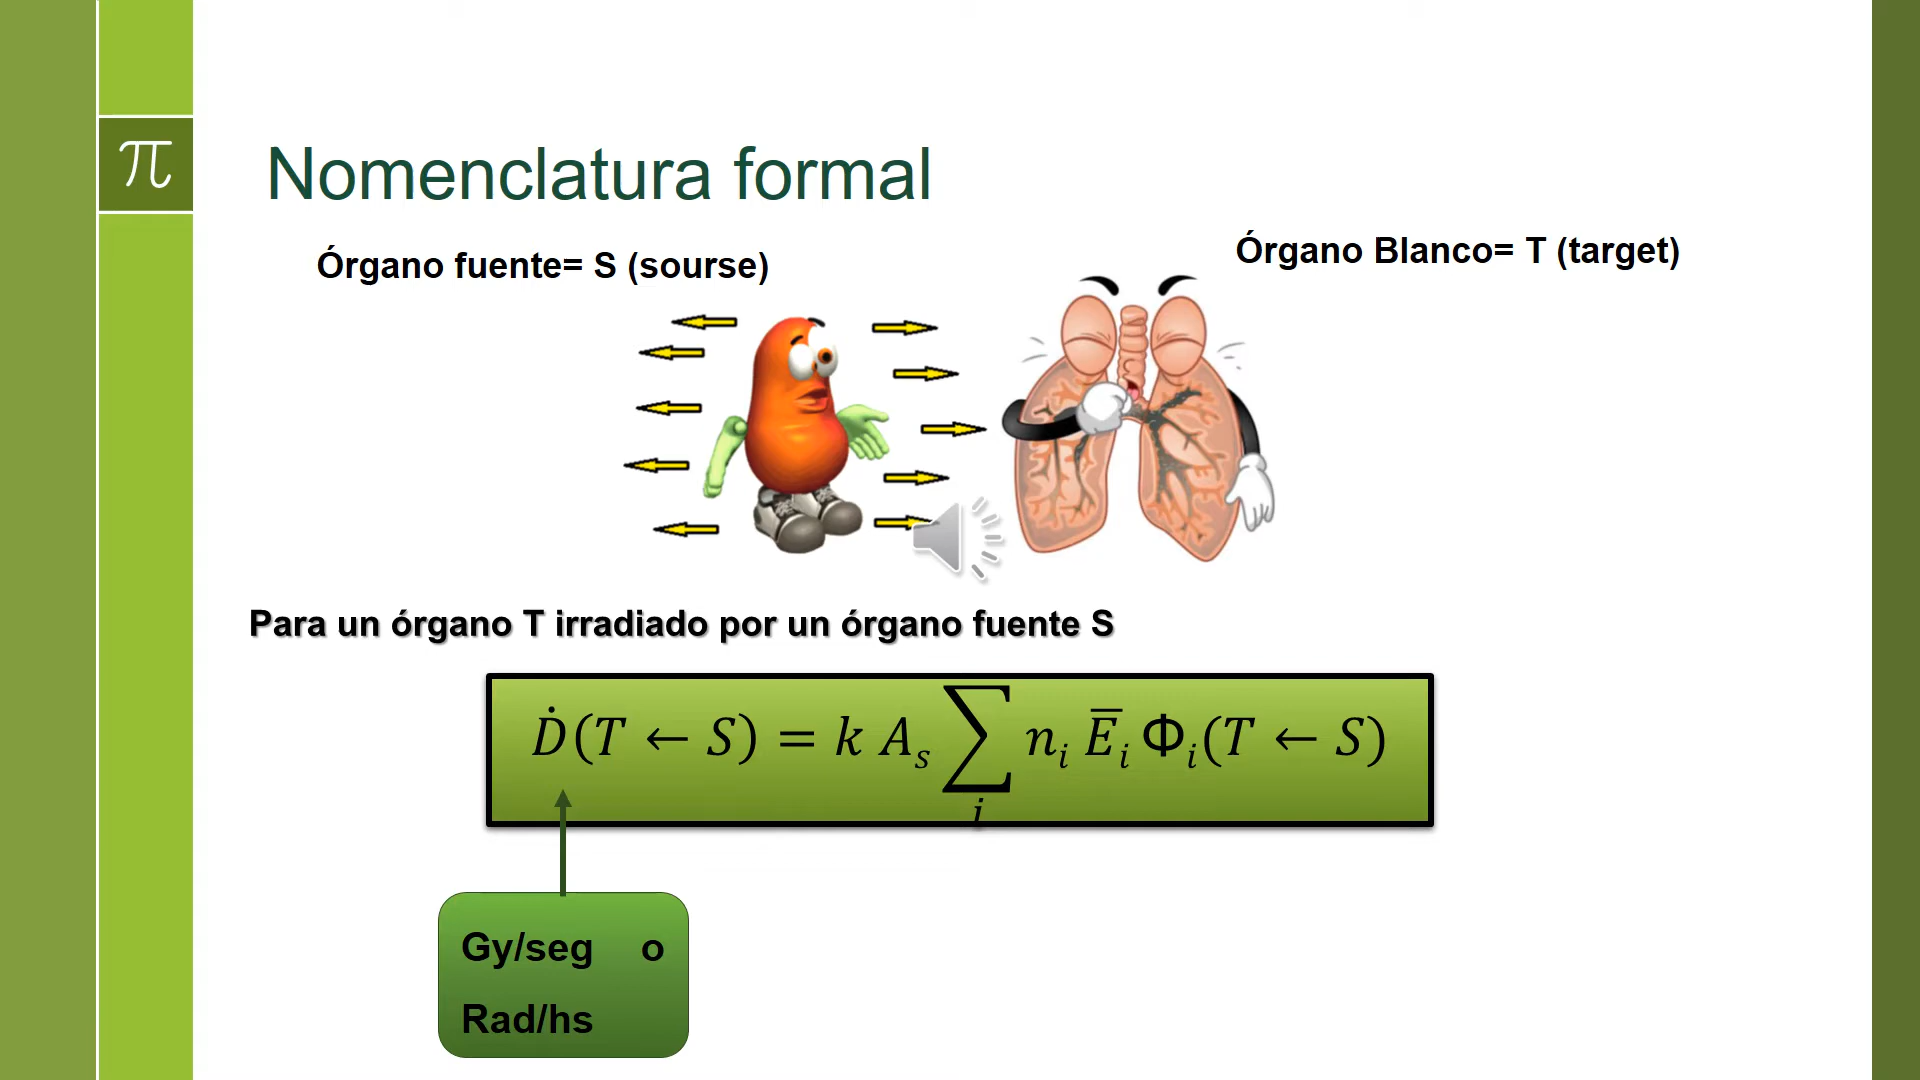 π
Nomenclatura formal
Órgano fuente= S (sourse)
Órgano Blanco= T (target)
Para un órgano T irradiado por un órgano fuente S
Ḋ(T ← S) = k A_s ∑_i n_i E̅_i Φ_i(T ← S)
Gy/seg o
Rad/hs